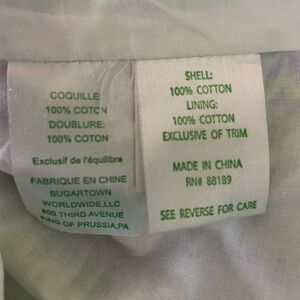 COQUILLE:
100% COTON
DOUBLURE:
100% COTON
Exclusif de l'équilibre
FABRIQUE EN CHINE
SUGARTOWN
WORLDWIDE,LLC
800 THIRD AVENUE
KING OF PRUSSIA,PA
SHELL:
100% COTTON
LINING:
100% COTTON
EXCLUSIVE OF TRIM
MADE IN CHINA
RN# 88189
SEE REVERSE FOR CARE